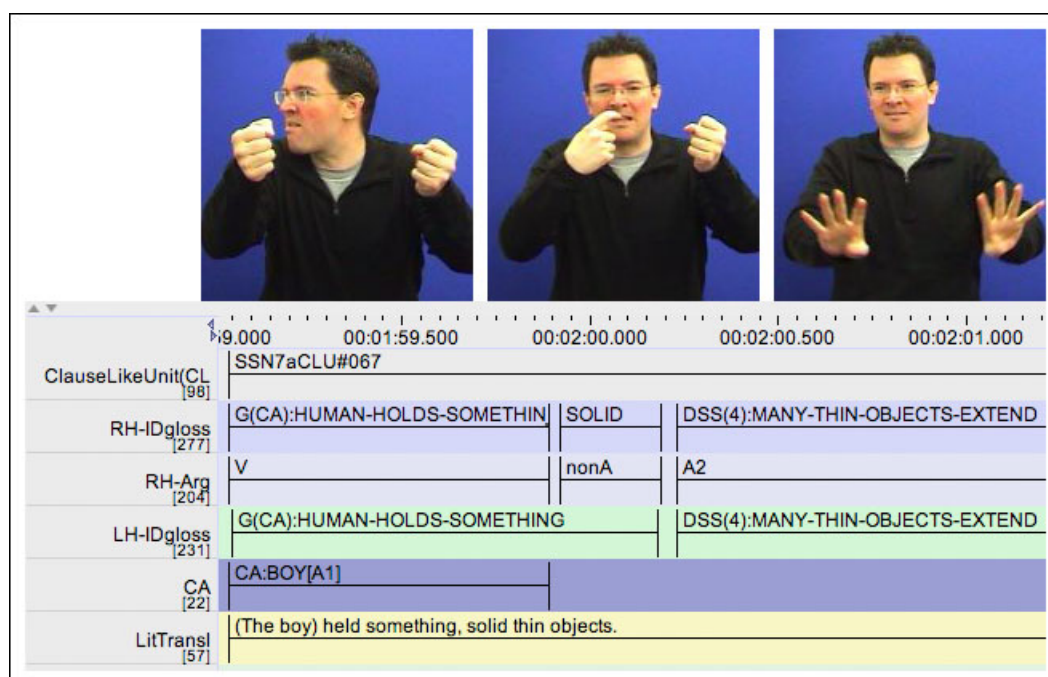 19.000 00:01:59.500 00:02:00.000 00:02:00.500 00:02:01.000
ClauseLikeUnit(CL SSN7aCLU#067
[98]
RH-IDgloss G(CA):HUMAN-HOLDS-SOMETHIN SOLID DSS(4):MANY-THIN-OBJECTS-EXTEND
[277]
RH-Arg V nonA A2
[204]
LH-IDgloss G(CA):HUMAN-HOLDS-SOMETHING DSS(4):MANY-THIN-OBJECTS-EXTEND
[231]
CA CA:BOY[A1]
[22]
LitTransl (The boy) held something, solid thin objects.
[57]